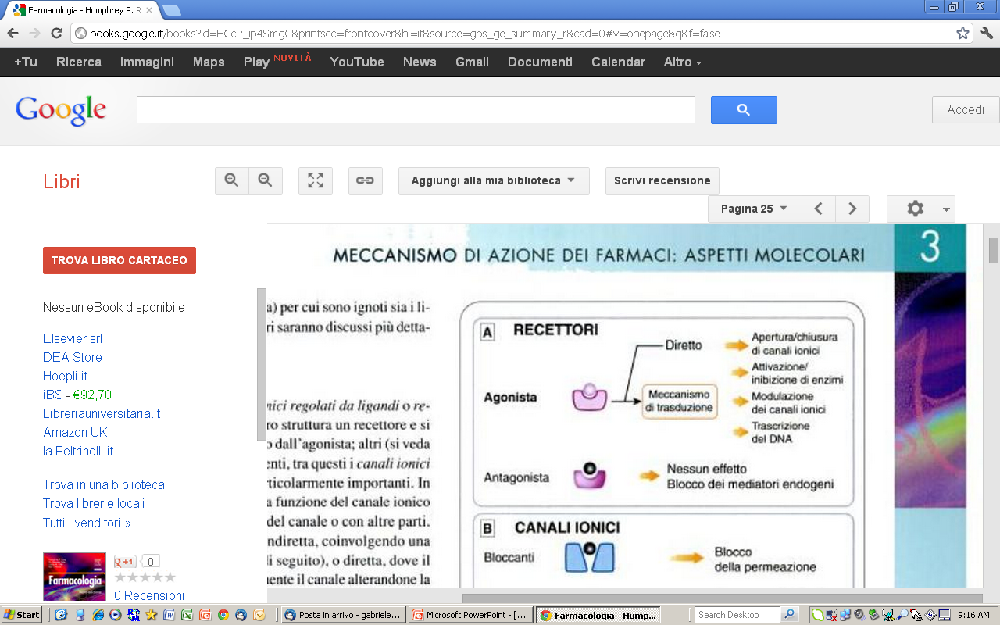 Farmacologia - Humphrey P. R
books.google.it/books?id=HGcP_ip4SmgC&printsec=frontcover&hl=it&source=gbs_ge_summary_r&cad=0#v=onepage&q&f=false
+Tu Ricerca Immagini Maps Play NOVITÀ YouTube News Gmail Documenti Calendar Altro
Google
Accedi
Libri
Aggiungi alla mia biblioteca
Scrivi recensione
Pagina 25
TROVA LIBRO CARTACEO
Nessun eBook disponibile
Elsevier srl
DEA Store
Hoepli.it
iBS - €92,70
Libreriauniversitaria.it
Amazon UK
la Feltrinelli.it
Trova in una biblioteca
Trova librerie locali
Tutti i venditori »
Farmacologia
+1 0
0 Recensioni
MECCANISMO DI AZIONE DEI FARMACI: ASPETTI MOLECOLARI
3
a) per cui sono ignoti sia i li-
ri saranno discussi più detta-
nici regolati da ligandi o re-
ro struttura un recettore e si
o dall'agonista; altri (si veda
enti, tra questi i canali ionici
rticolarmente importanti. In
a funzione del canale ionico
del canale o con altre parti.
ndiretta, coinvolgendo una
li seguito), o diretta, dove il
nente il canale alterandone la
A RECETTORI
Agonista
Diretto
Meccanismo
di trasduzione
Apertura/chiusura
di canali ionici
Attivazione/
inibizione di enzimi
Modulazione
dei canali ionici
Trascrizione
del DNA
Antagonista
Nessun effetto
Blocco dei mediatori endogeni
B CANALI IONICI
Bloccanti
Blocco
della permeazione
Start
Posta in arrivo - gabriele...
Microsoft PowerPoint - [...
Farmacologia - Hump...
Search Desktop
9:16 AM